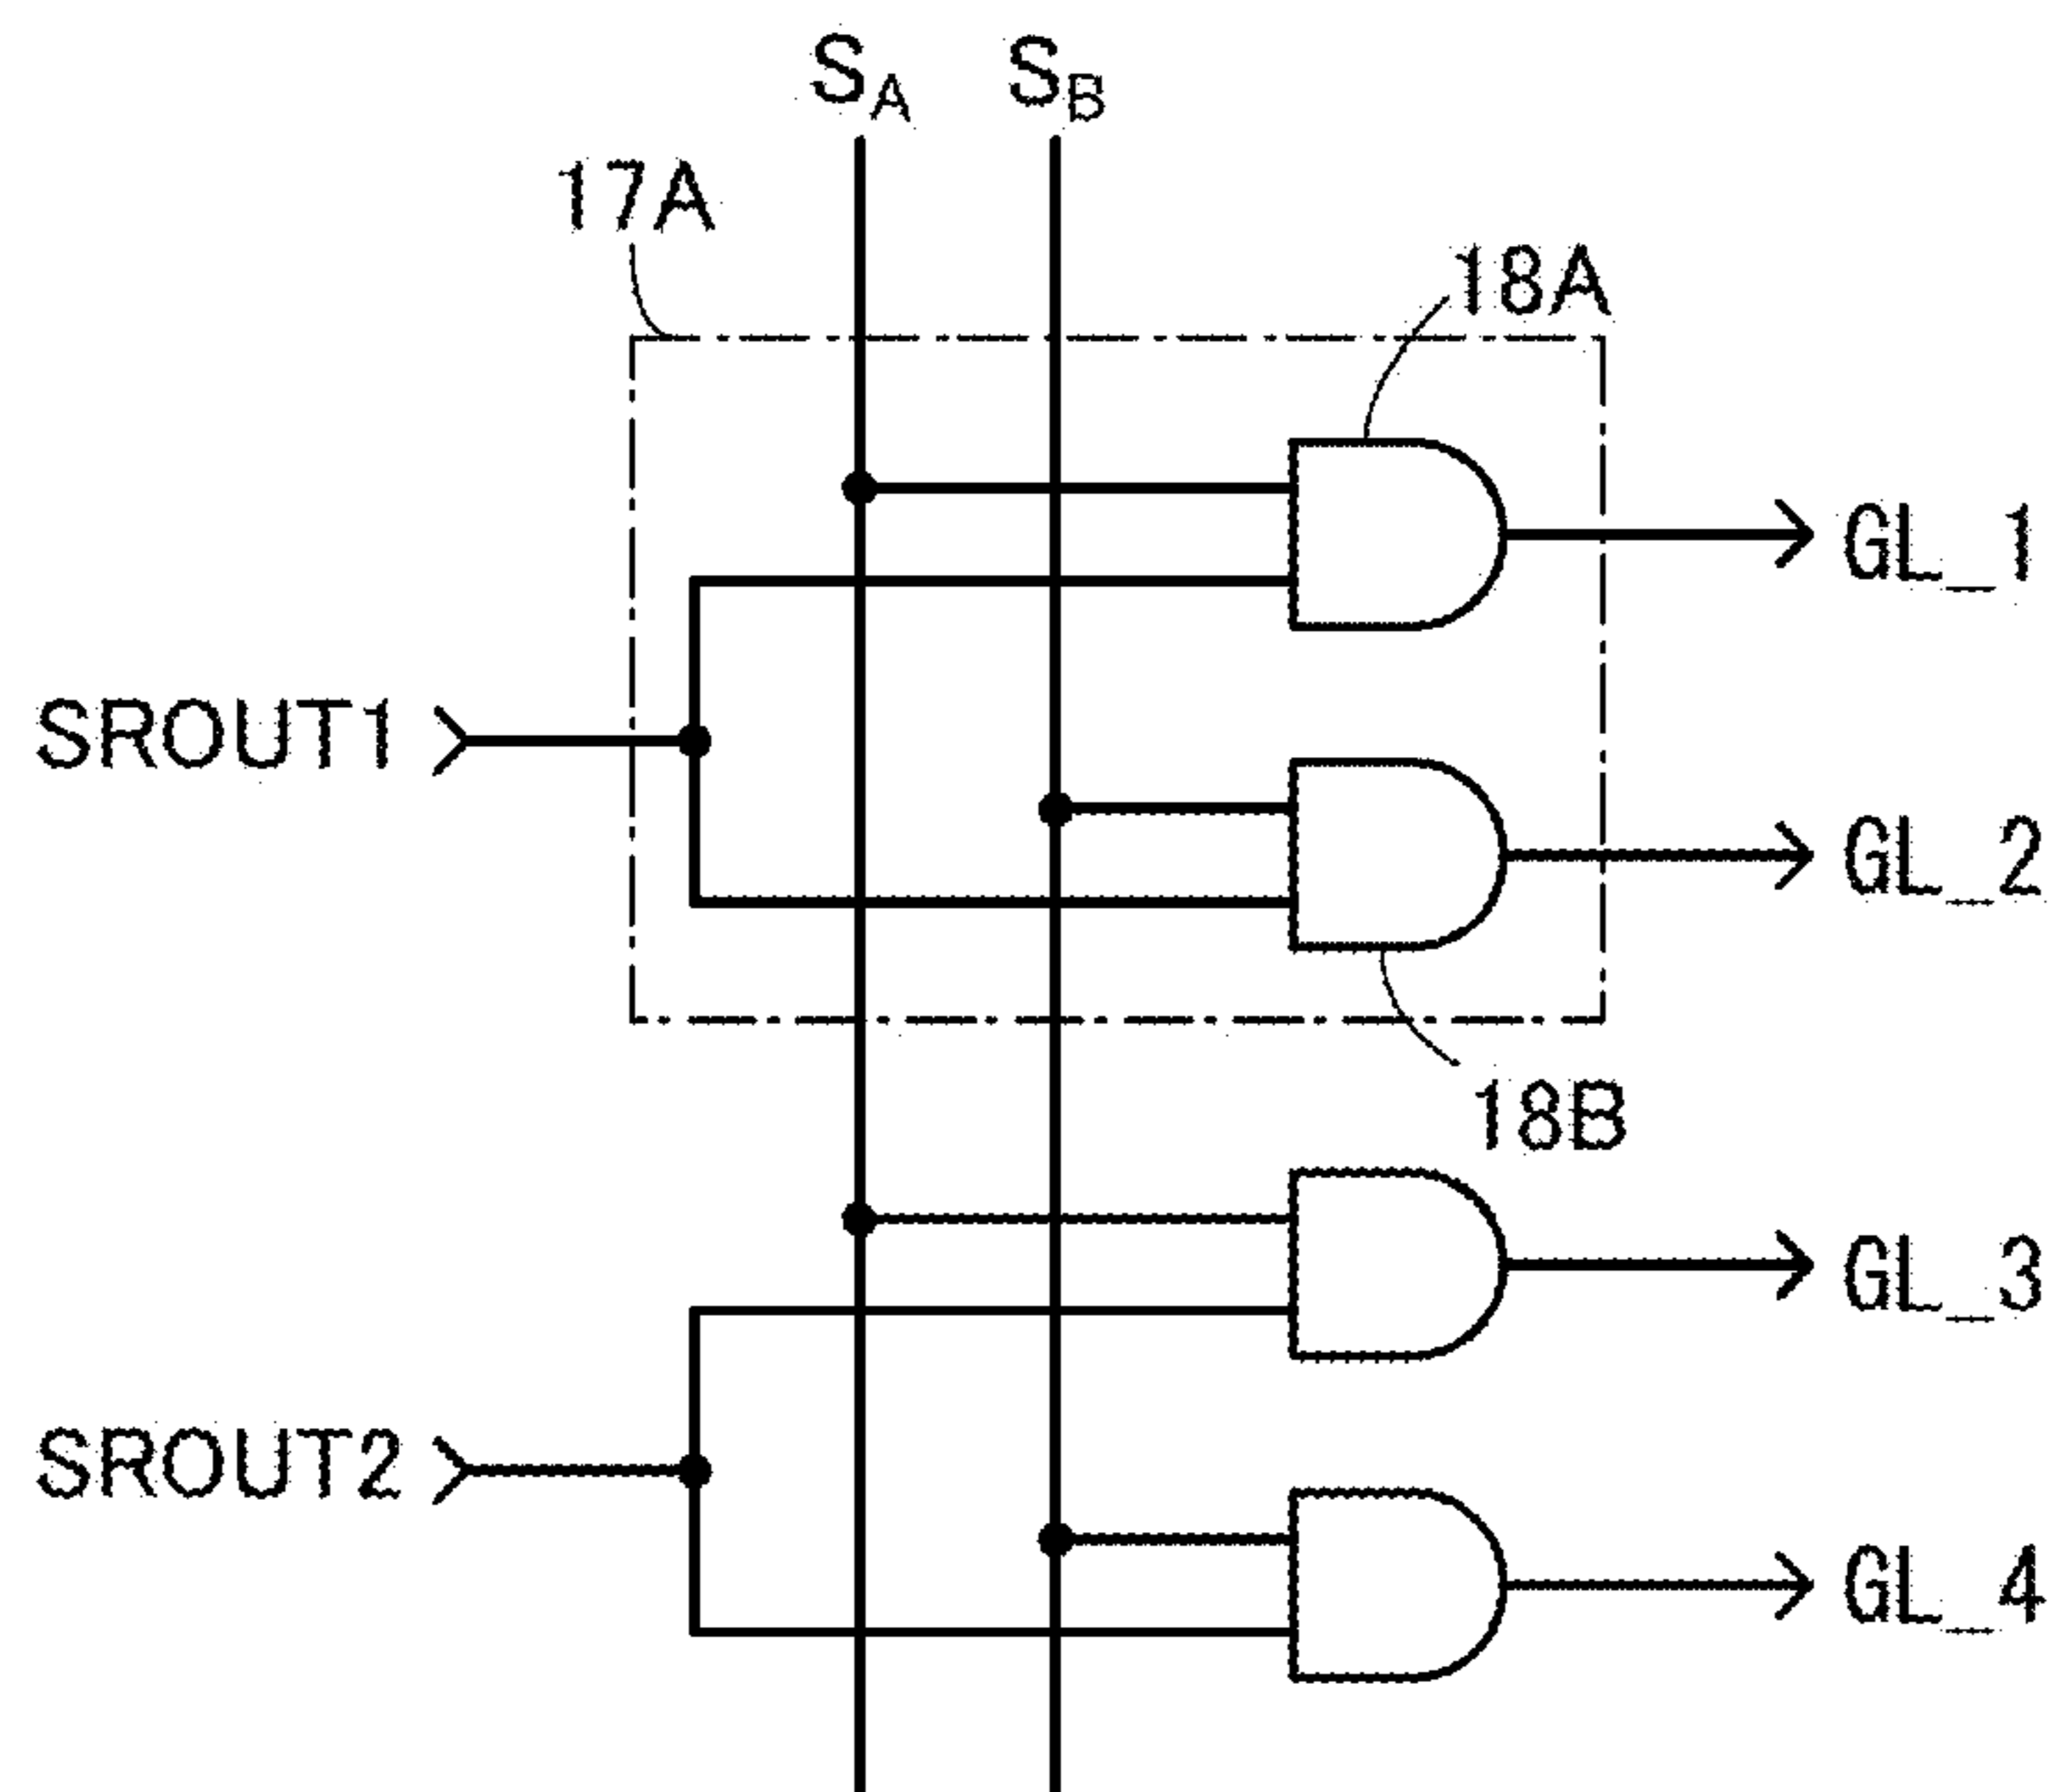 S_A S_B
17A
18A
GL_1
SROUT1
GL_2
18B
GL_3
SROUT2
GL_4